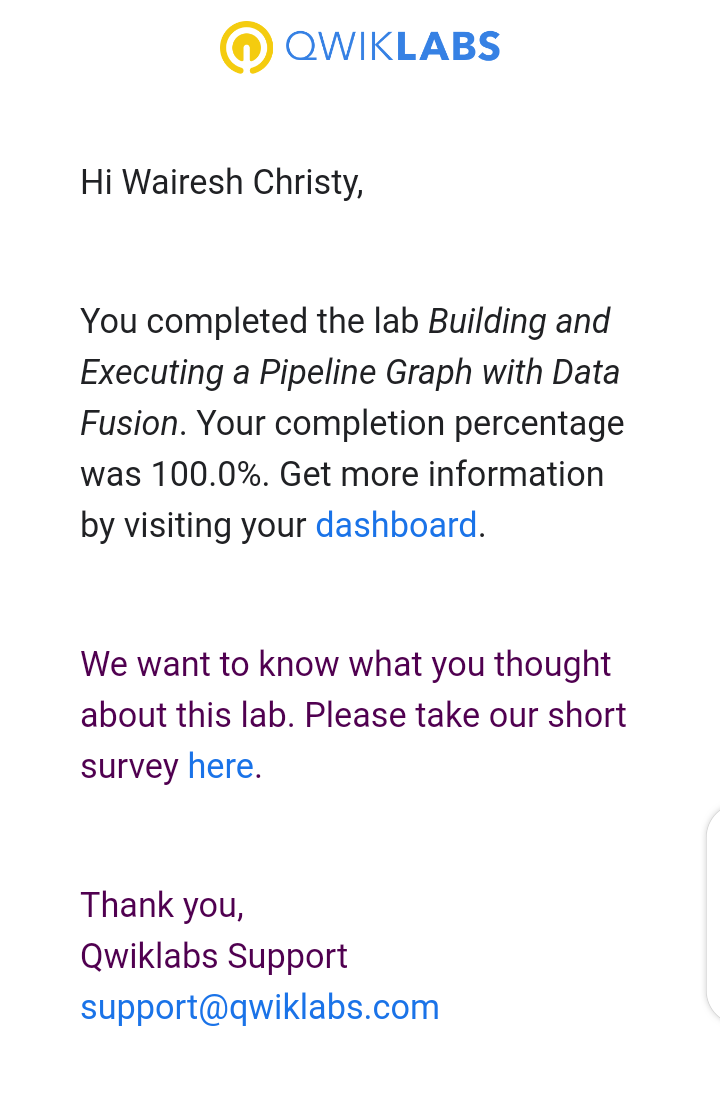 QWIKLABS
Hi Wairesh Christy,
You completed the lab Building and
Executing a Pipeline Graph with Data
Fusion. Your completion percentage
was 100.0%. Get more information
by visiting your dashboard.
We want to know what you thought
about this lab. Please take our short
survey here.
Thank you,
Qwiklabs Support
support@qwiklabs.com